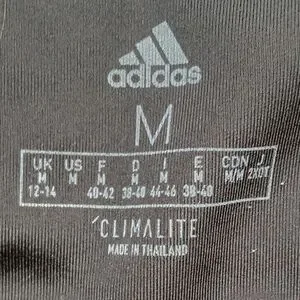 adidas
M
UK US F D I E CDN J
M M M M M M M/M 2XOT
12-14 40-42 38-40 44-46 38-40
CLIMALITE
MADE IN THAILAND